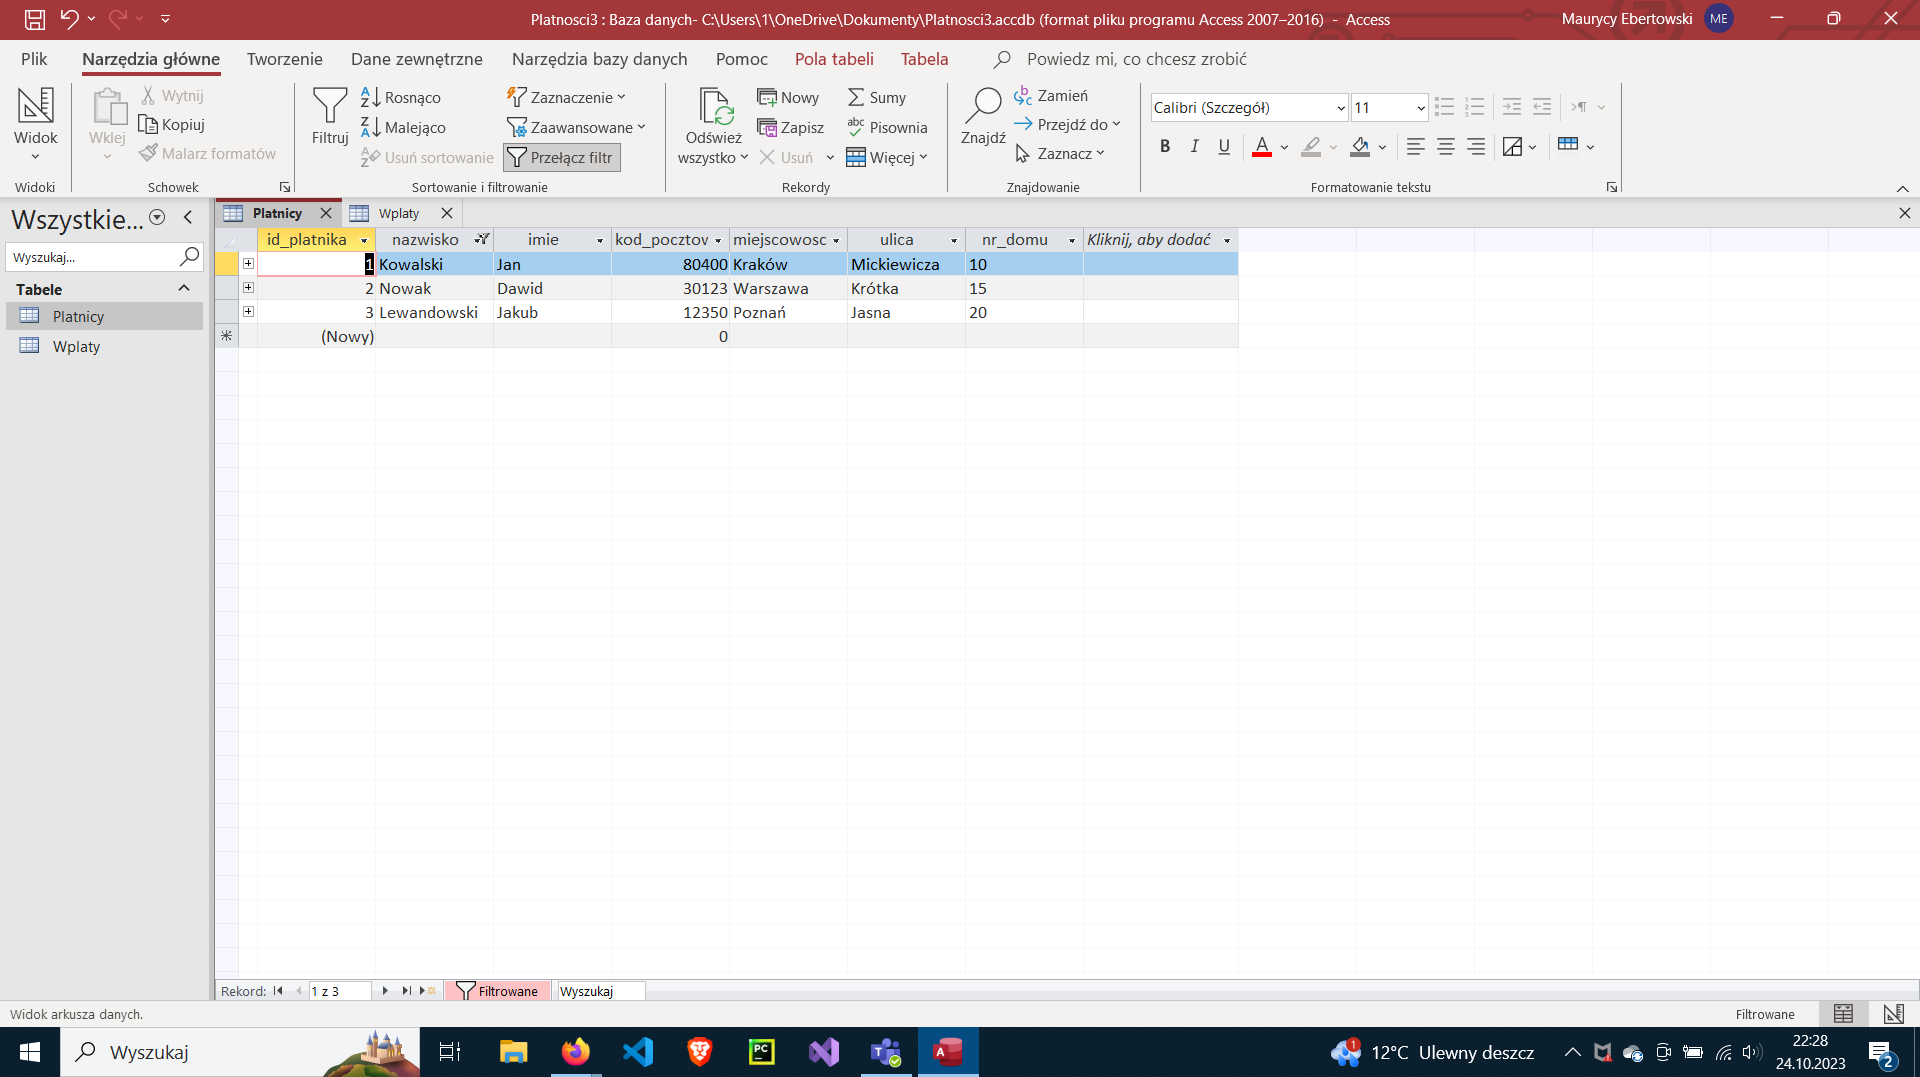 Platnosci3 : Baza danych- C:\Users\1\OneDrive\Dokumenty\Platnosci3.accdb (format pliku programu Access 2007–2016) - Access
Maurycy Ebertowski ME
Plik Narzędzia główne Tworzenie Dane zewnętrzne Narzędzia bazy danych Pomoc Pola tabeli Tabela Powiedz mi, co chcesz zrobić
Widok
Widoki
Wklej
Wytnij
Kopiuj
Malarz formatów
Schowek
Filtruj
Rosnąco
Malejąco
Usuń sortowanie
Zaznaczenie
Zaawansowane
Przełącz filtr
Sortowanie i filtrowanie
Odśwież
wszystko
Nowy
Zapisz
Usuń
Sumy
Pisownia
Więcej
Rekordy
Znajdź
Zamień
Przejdź do
Zaznacz
Znajdowanie
Calibri (Szczegół) 11
B I U A
Formatowanie tekstu
Wszystkie...
Wyszukaj...
Tabele
Platnicy
Wplaty
Platnicy Wplaty
id_platnika nazwisko imie kod_pocztow miejscowosc ulica nr_domu Kliknij, aby dodać
1 Kowalski Jan 80400 Kraków Mickiewicza 10
2 Nowak Dawid 30123 Warszawa Krótka 15
3 Lewandowski Jakub 12350 Poznań Jasna 20
(Nowy) 0
Rekord: 1 z 3 Filtrowane Wyszukaj
Widok arkusza danych. Filtrowane
Wyszukaj
PC
A
1
12°C Ulewny deszcz
22:28
24.10.2023
2